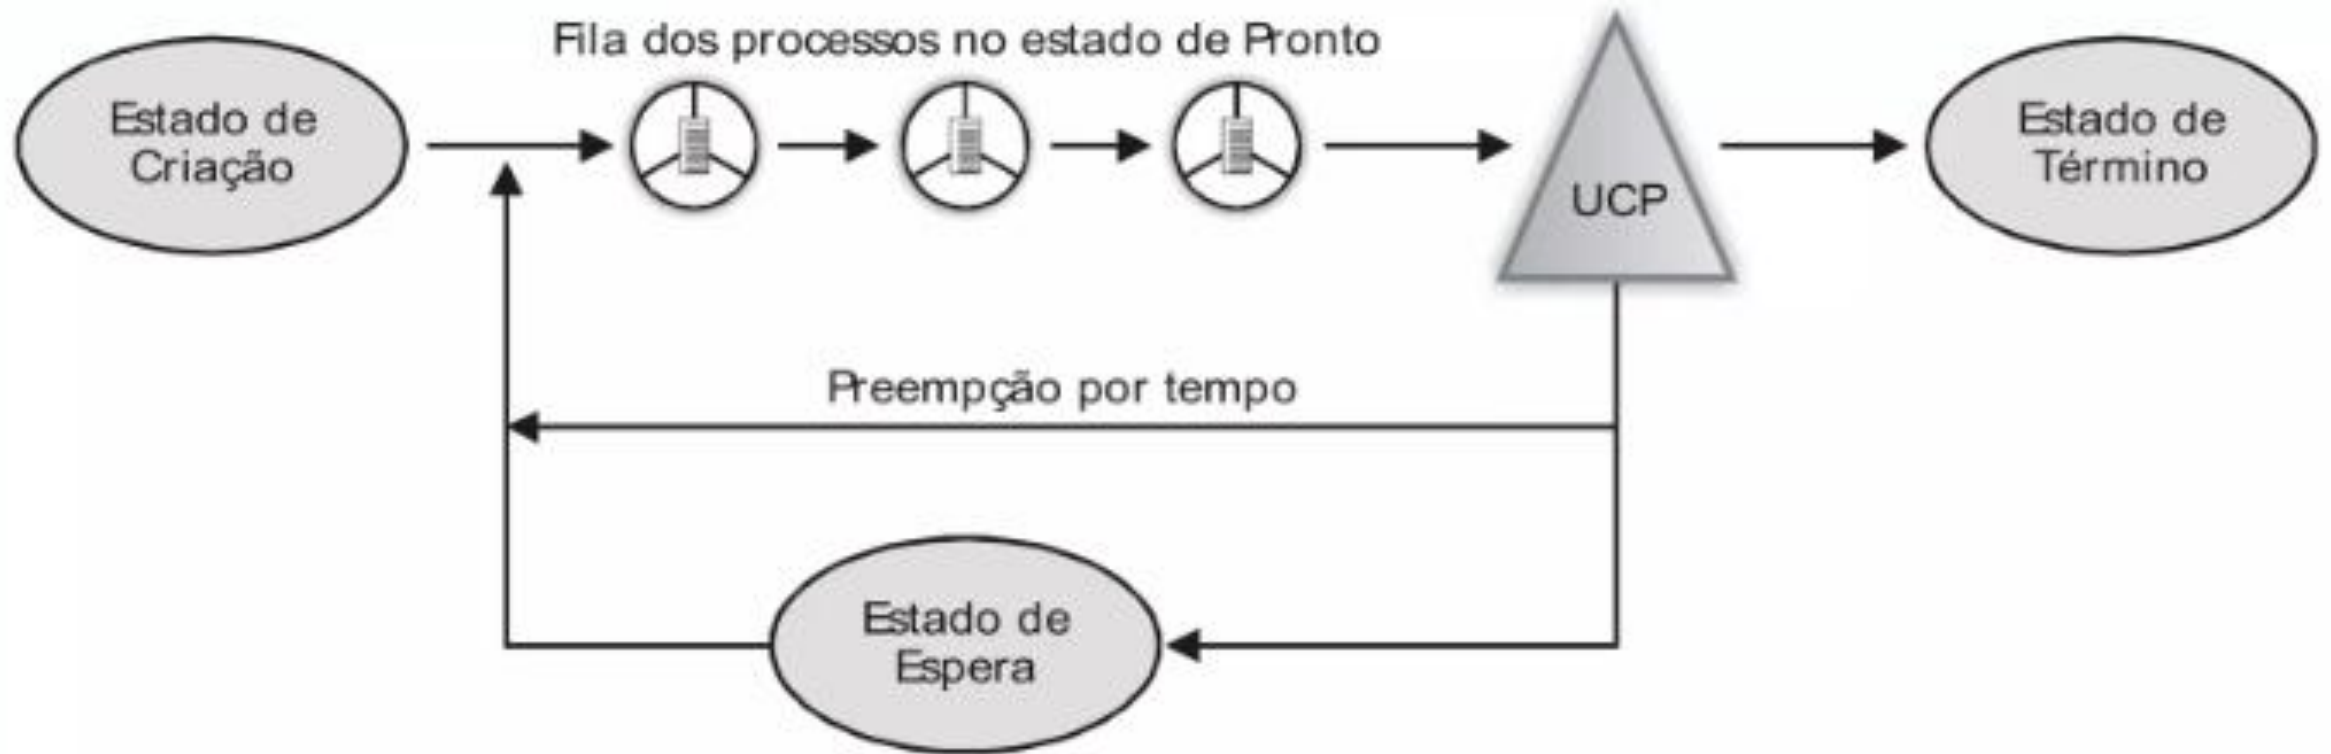 Fila dos processos no estado de Pronto
Estado de
Criação
UCP
Estado de
Término
Preempção por tempo
Estado de
Espera